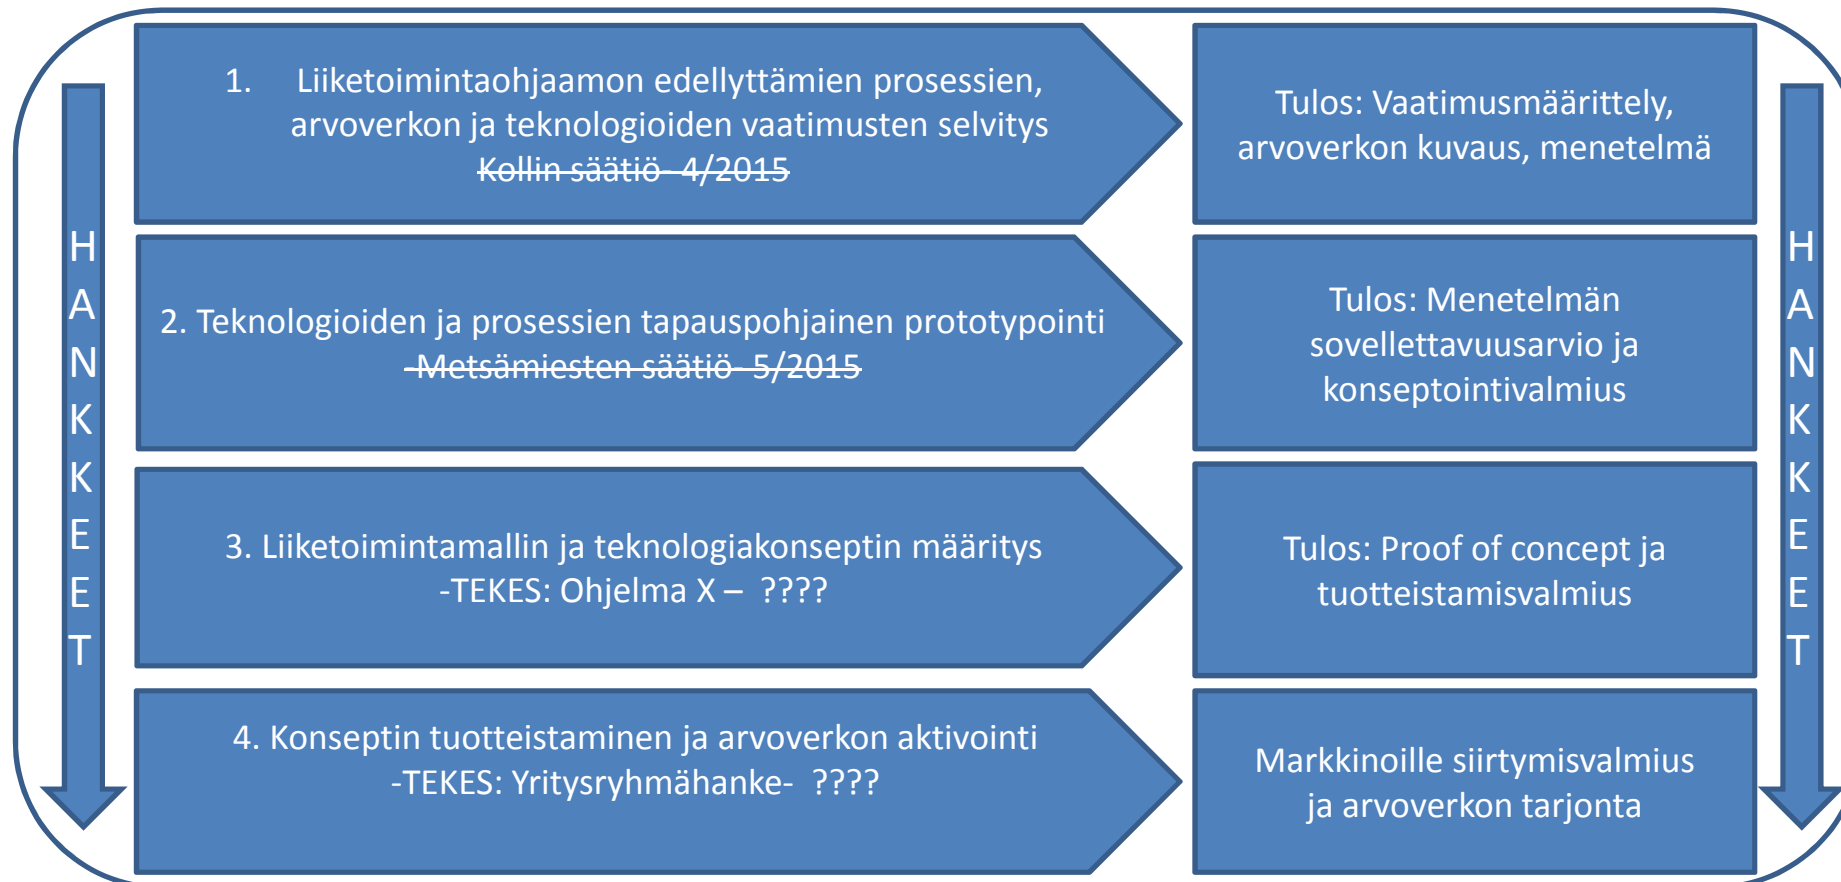 1. Liiketoimintaohjaamon edellyttämien prosessien,
arvoverkon ja teknologioiden vaatimusten selvitys
Kollin säätiö- 4/2015
Tulos: Vaatimusmäärittely,
arvoverkon kuvaus, menetelmä
2. Teknologioiden ja prosessien tapauspohjainen prototypointi
-Metsämiesten säätiö- 5/2015
Tulos: Menetelmän
sovellettavuusarvio ja
konseptointivalmius
3. Liiketoimintamallin ja teknologiakonseptin määritys
-TEKES: Ohjelma X – ????
Tulos: Proof of concept ja
tuotteistamisvalmius
4. Konseptin tuotteistaminen ja arvoverkon aktivointi
-TEKES: Yritysryhmähanke- ????
Markkinoille siirtymisvalmius
ja arvoverkon tarjonta
HANKKEET
HANKKEET